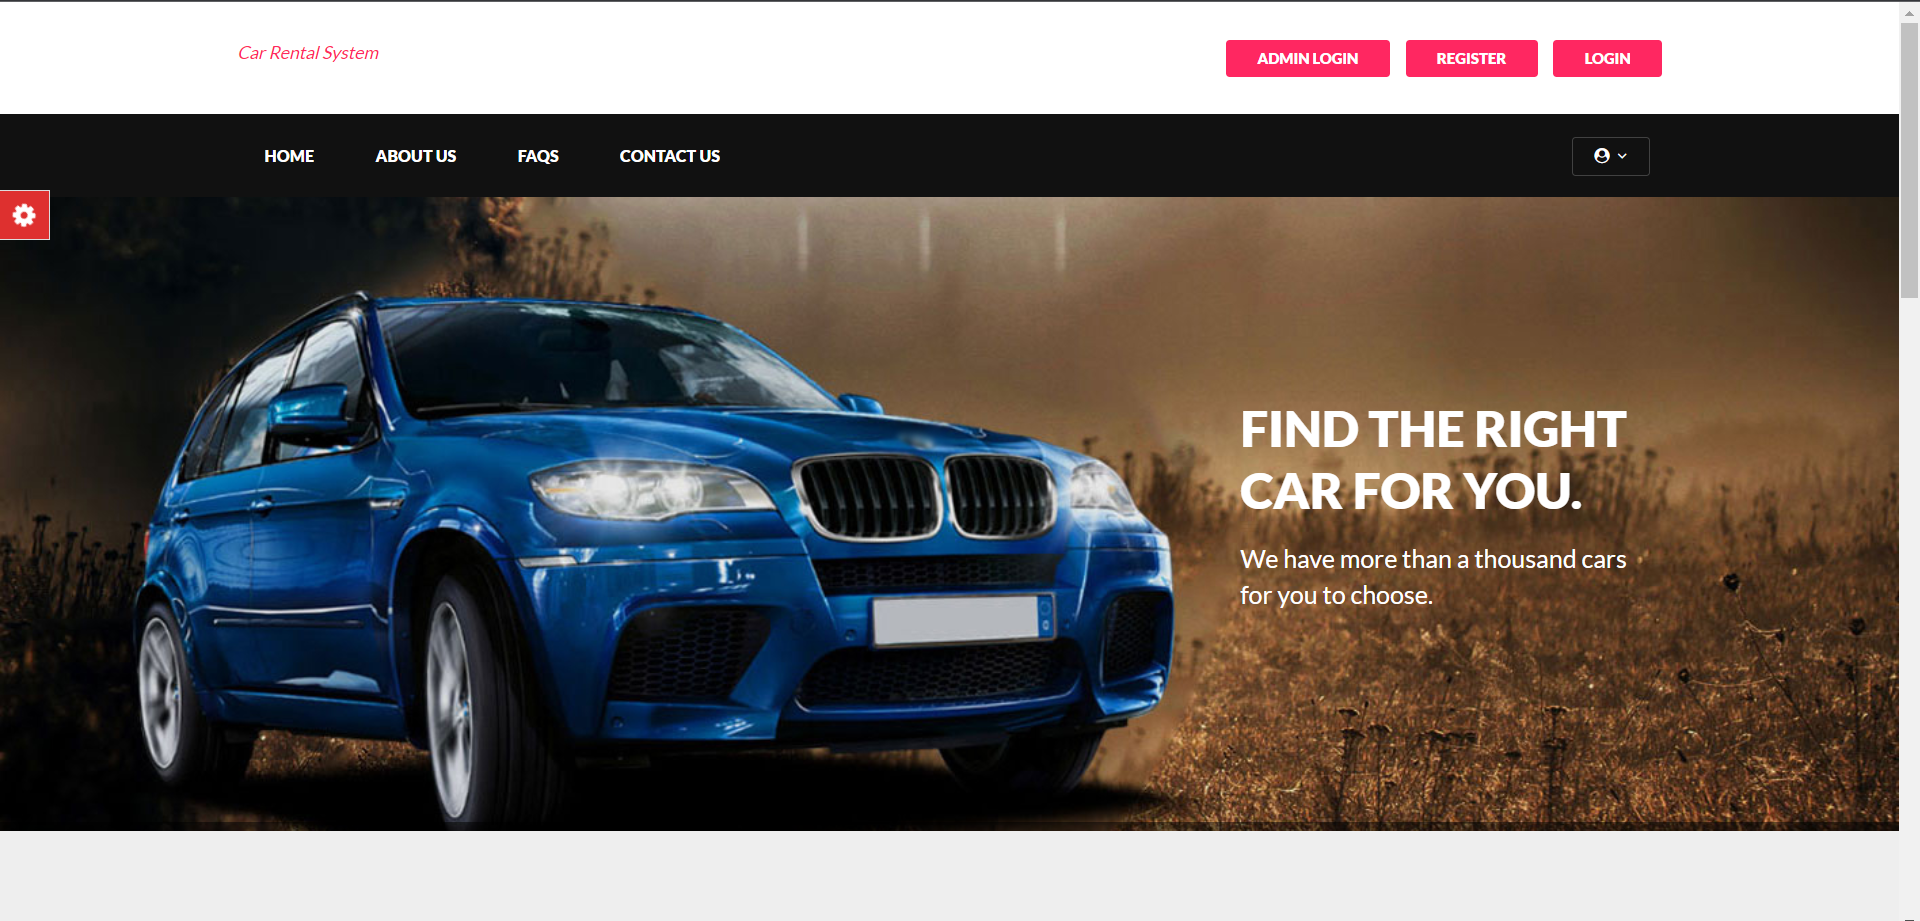 Car Rental System
ADMIN LOGIN
REGISTER
LOGIN
HOME
ABOUT US
FAQS
CONTACT US
FIND THE RIGHT
CAR FOR YOU.
We have more than a thousand cars
for you to choose.